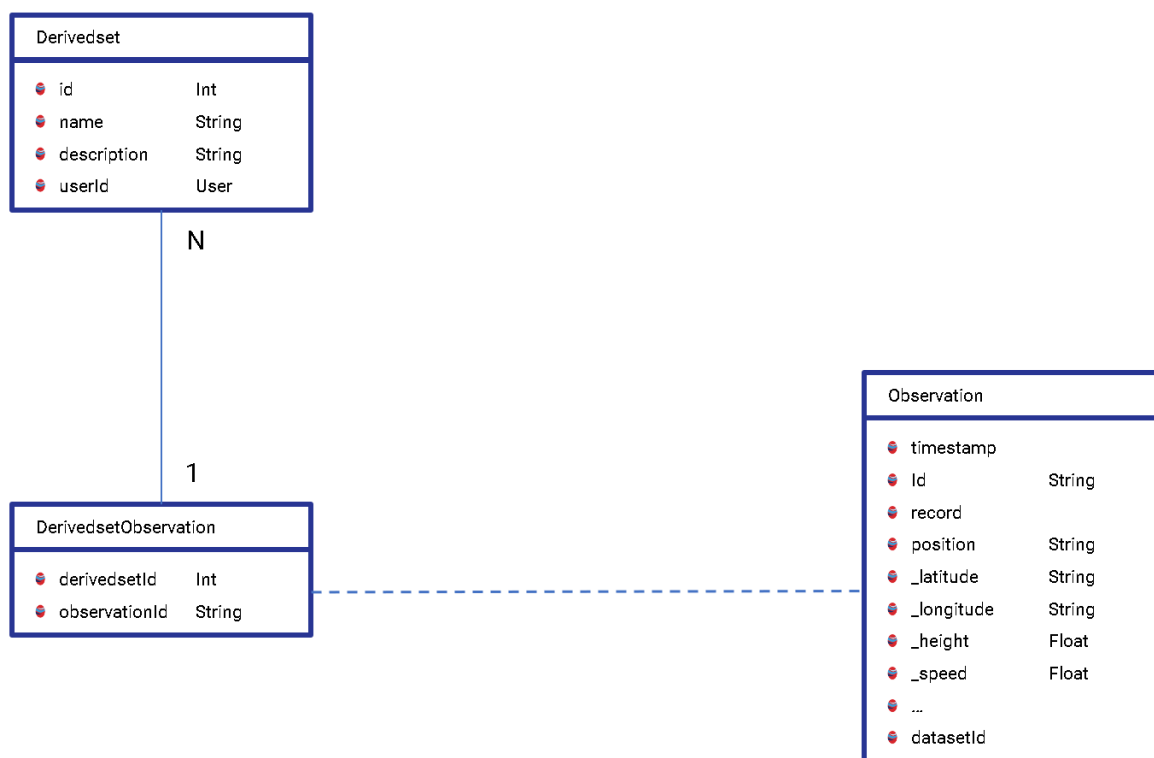 Derivedset
id Int
name String
description String
userId User
N
1
DerivedsetObservation
derivedsetId Int
observationId String
Observation
timestamp
Id String
record
position String
_latitude String
_longitude String
_height Float
_speed Float
...
datasetId